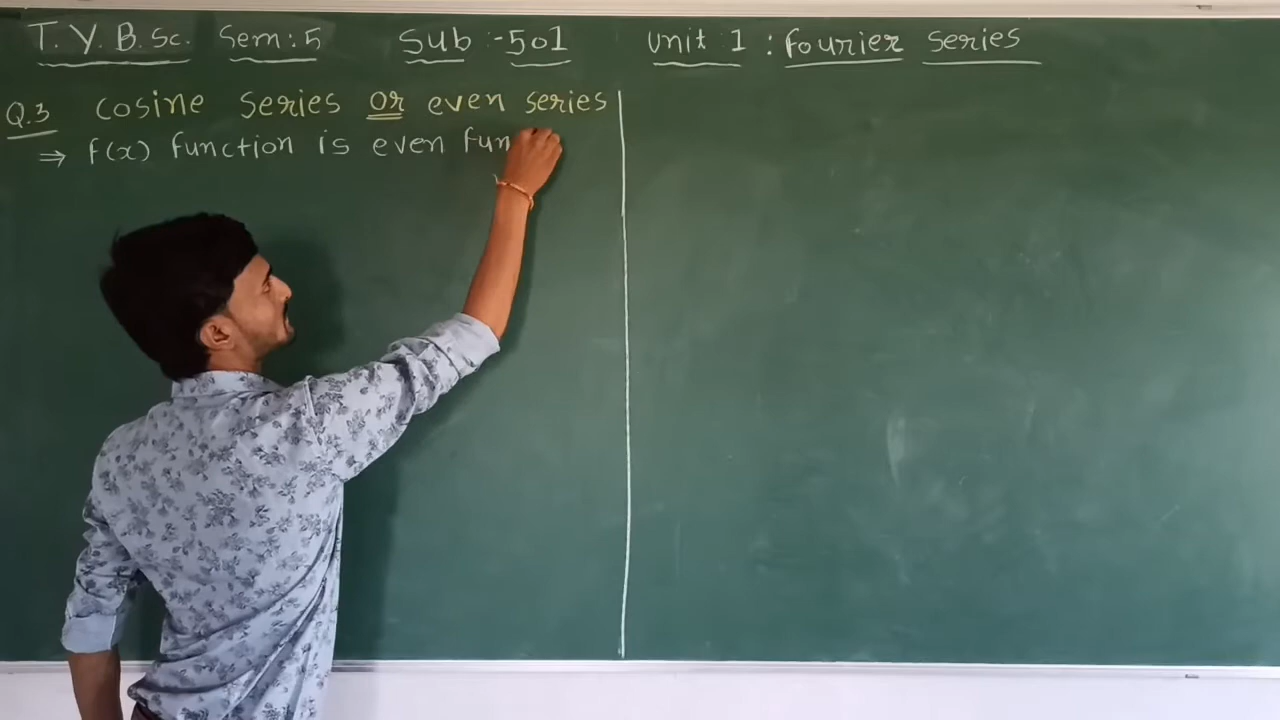 T.Y.B.Sc. Sem:5 Sub:-501 Unit 1 : Fourier series
Q.3 Cosine Series Or even series
⇒ f(x) function is even fun